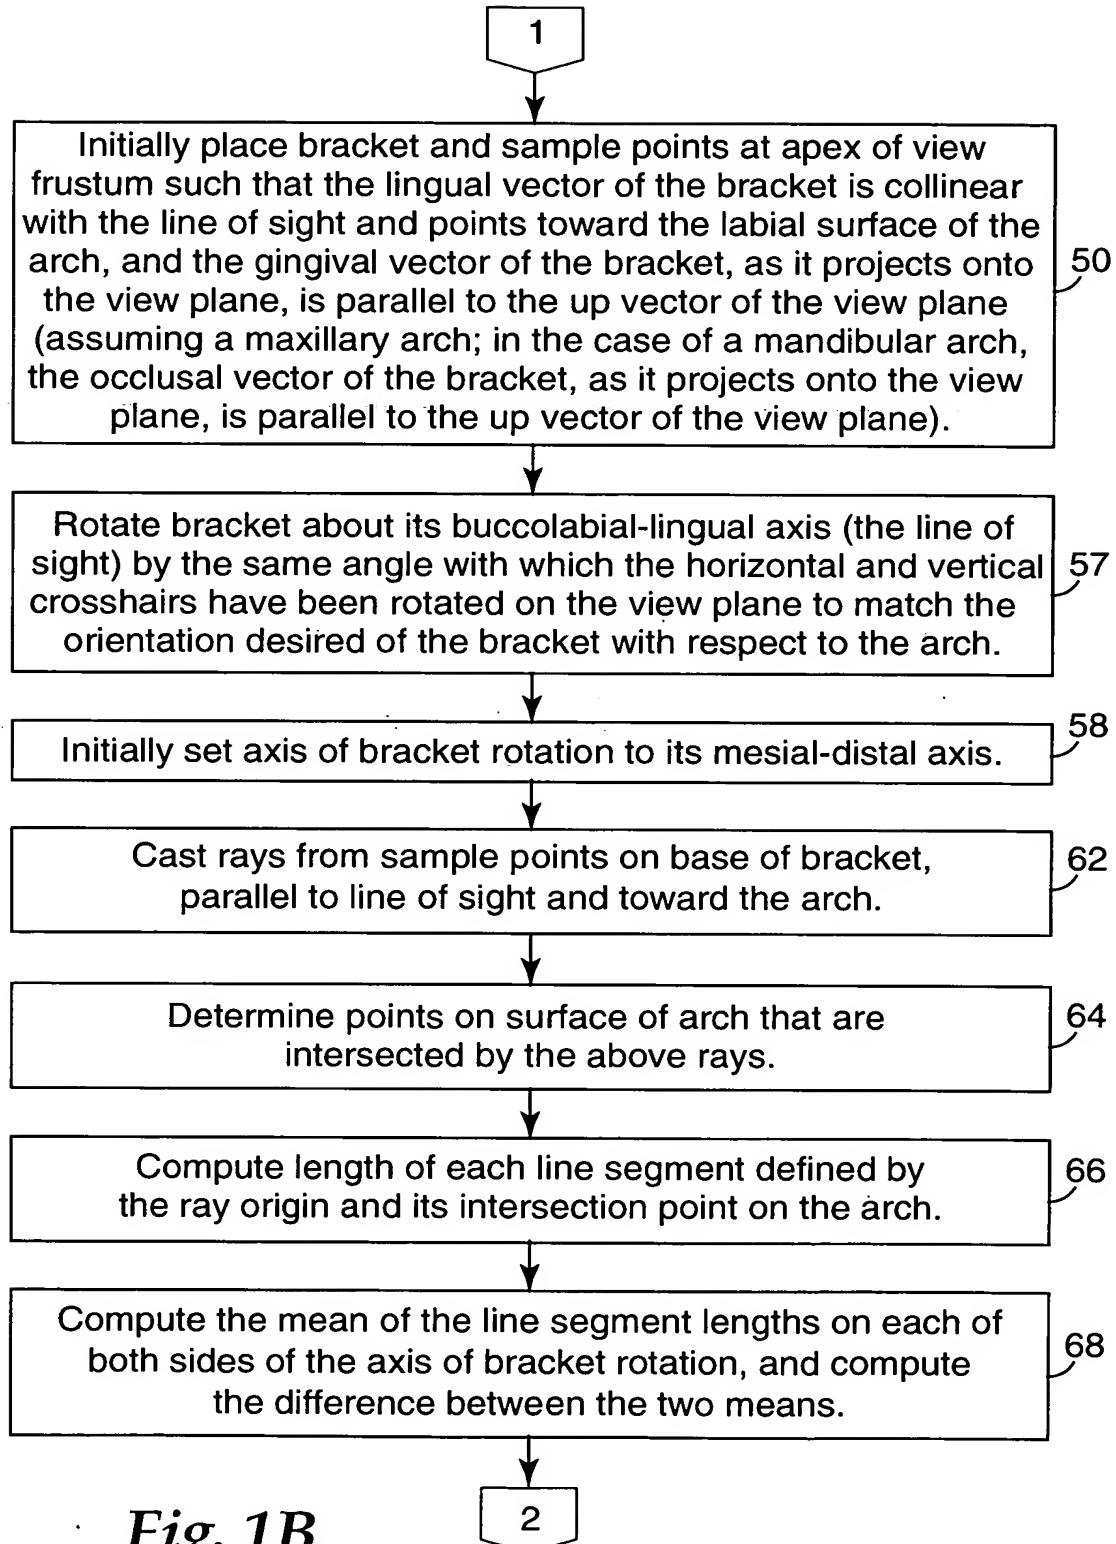 1
Initially place bracket and sample points at apex of view
frustum such that the lingual vector of the bracket is collinear
with the line of sight and points toward the labial surface of the
arch, and the gingival vector of the bracket, as it projects onto
the view plane, is parallel to the up vector of the view plane
(assuming a maxillary arch; in the case of a mandibular arch,
the occlusal vector of the bracket, as it projects onto the view
plane, is parallel to the up vector of the view plane).
50
Rotate bracket about its buccolabial-lingual axis (the line of
sight) by the same angle with which the horizontal and vertical
crosshairs have been rotated on the view plane to match the
orientation desired of the bracket with respect to the arch.
57
Initially set axis of bracket rotation to its mesial-distal axis.
58
Cast rays from sample points on base of bracket,
parallel to line of sight and toward the arch.
62
Determine points on surface of arch that are
intersected by the above rays.
64
Compute length of each line segment defined by
the ray origin and its intersection point on the arch.
66
Compute the mean of the line segment lengths on each of
both sides of the axis of bracket rotation, and compute
the difference between the two means.
68
2
Fig. 1B